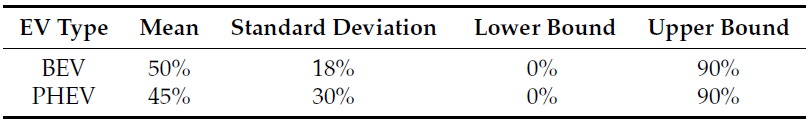 EV Type Mean Standard Deviation Lower Bound Upper Bound
BEV 50% 18% 0% 90%
PHEV 45% 30% 0% 90%